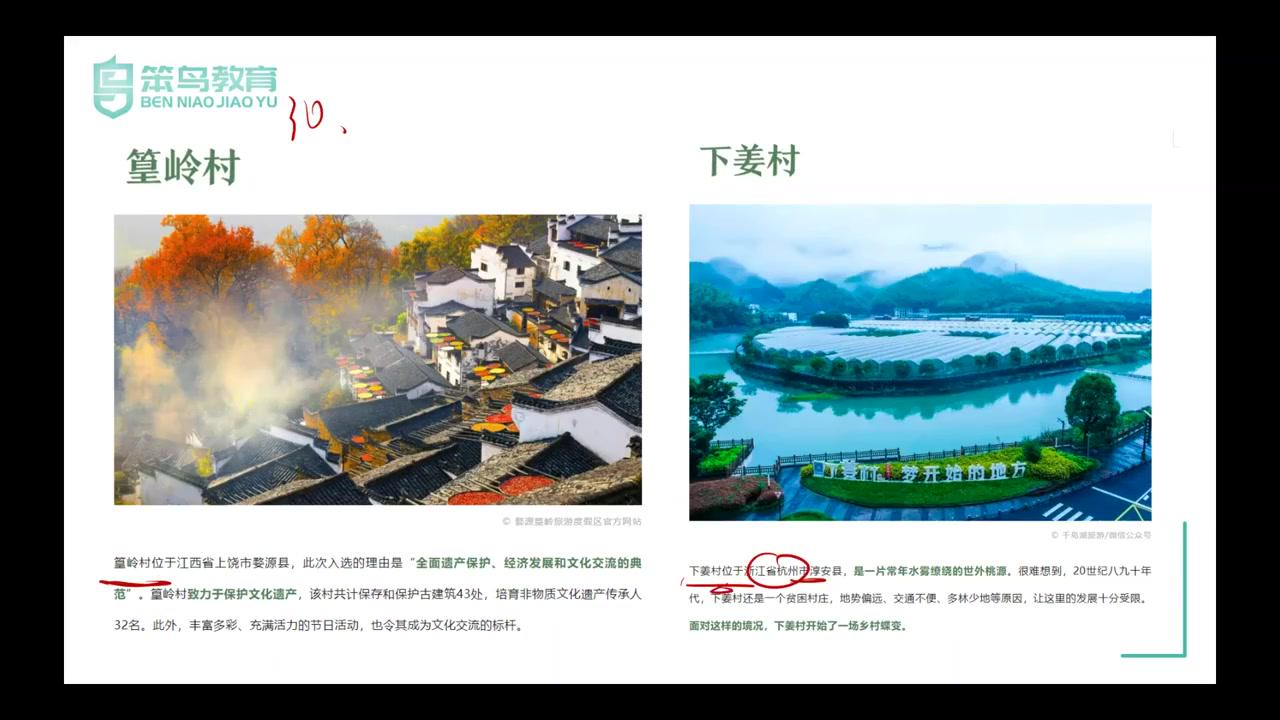 笨鸟教育
BEN NIAO JIAO YU
30、
篁岭村
下姜村
下姜村 梦开始的地方
© 婺源篁岭旅游度假区官方网站
© 千岛湖旅游/微信公众号
篁岭村位于江西省上饶市婺源县，此次入选的理由是“全面遗产保护、经济发展和文化交流的典
范”。篁岭村致力于保护文化遗产，该村共计保存和保护古建筑43处，培育非物质文化遗产传承人
32名。此外，丰富多彩、充满活力的节日活动，也令其成为文化交流的标杆。
下姜村位于浙江省杭州市淳安县，是一片常年水雾缭绕的世外桃源。很难想到，20世纪八九十年
代，下姜村还是一个贫困村庄，地势偏远、交通不便、多林少地等原因，让这里的发展十分受限。
面对这样的境况，下姜村开始了一场乡村蝶变。